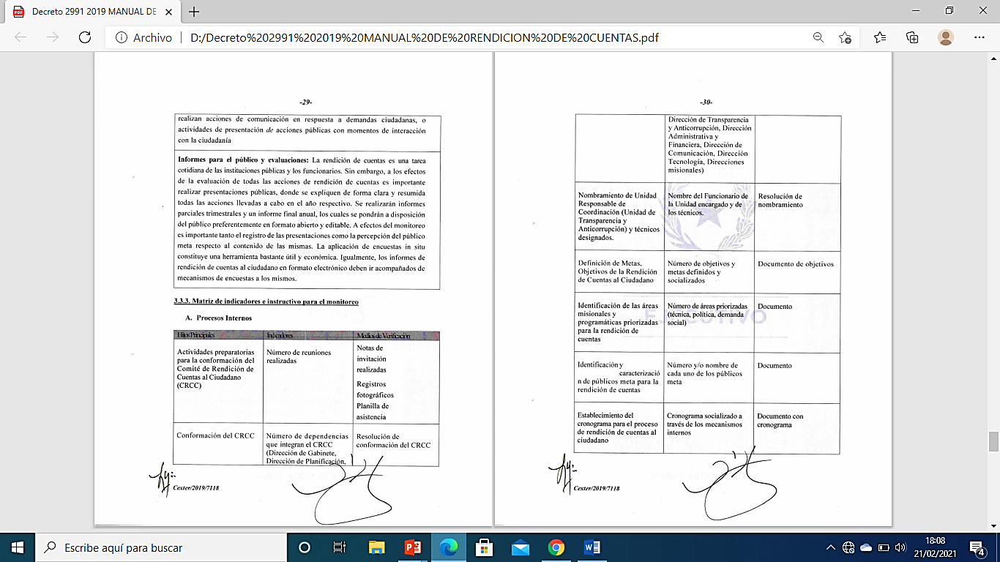 Decreto 2991 2019 MANUAL DE
Archivo
D:/Decreto%202991%202019%20MANUAL%20DE%20RENDICION%20DE%20CUENTAS.pdf
-29-
realizan acciones de comunicación en respuesta a demandas ciudadanas, o
actividades de presentación de acciones públicas con momentos de interacción
con la ciudadanía
Informes para el público y evaluaciones: La rendición de cuentas es una tarea
cotidiana de las instituciones públicas y los funcionarios. Sin embargo, a los efectos
de la evaluación de todas las acciones de rendición de cuentas es importante
realizar presentaciones públicas, donde se expliquen de forma clara y resumida
todas las acciones llevadas a cabo en el año respectivo. Se realizarán informes
parciales trimestrales y un informe final anual, los cuales se pondrán a disposición
del público preferentemente en formato abierto y editable. A efectos del monitoreo
es importante tanto el registro de las presentaciones como la percepción del público
meta respecto al contenido de las mismas. La aplicación de encuestas in situ
constituye una herramienta bastante útil y económica. Igualmente, los informes de
rendición de cuentas al ciudadano en formato electrónico deben ir acompañados de
mecanismos de encuestas a los mismos.
3.3.3. Matriz de indicadores e instructivo para el monitoreo
A. Procesos Internos
Hitos Principales
Indicadores
Medios de Verificación
Actividades preparatorias
para la conformación del
Comité de Rendición de
Cuentas al Ciudadano
(CRCC)
Número de reuniones
realizadas
Notas de
invitación
realizadas
Registros
fotográficos
Planilla de
asistencia
Conformación del CRCC
Número de dependencias
que integran el CRCC
(Dirección de Gabinete,
Dirección de Planificación,
Resolución de
conformación del CRCC
Cexter/2019/7118
-30-
Dirección de Transparencia
y Anticorrupción, Dirección
Administrativa y
Financiera, Dirección de
Comunicación, Dirección
Tecnología, Direcciones
misionales)
Nombramiento de Unidad
Responsable de
Coordinación (Unidad de
Transparencia y
Anticorrupción) y técnicos
designados.
Nombre del Funcionario de
la Unidad encargado y de
los técnicos.
Resolución de
nombramiento
Definición de Metas,
Objetivos de la Rendición
de Cuentas al Ciudadano
Número de objetivos y
metas definidos y
socializados
Documento de objetivos
Identificación de las áreas
misionales y
programáticas priorizadas
para la rendición de
cuentas
Número de áreas priorizadas
(técnica, política, demanda
social)
Documento
Identificación y
caracterizació
n de públicos meta para la
rendición de cuentas
Número y/o nombre de
cada uno de los públicos
meta
Documento
Establecimiento del
cronograma para el proceso
de rendición de cuentas al
ciudadano
Cronograma socializado a
través de los mecanismos
internos
Documento con
cronograma
Cexter/2019/7118
Escribe aquí para buscar
18:08
21/02/2021
4